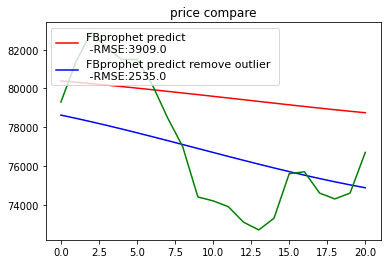 price compare
FBprophet predict
-RMSE:3909.0
FBprophet predict remove outlier
-RMSE:2535.0
82000
80000
78000
76000
74000
0.0 2.5 5.0 7.5 10.0 12.5 15.0 17.5 20.0